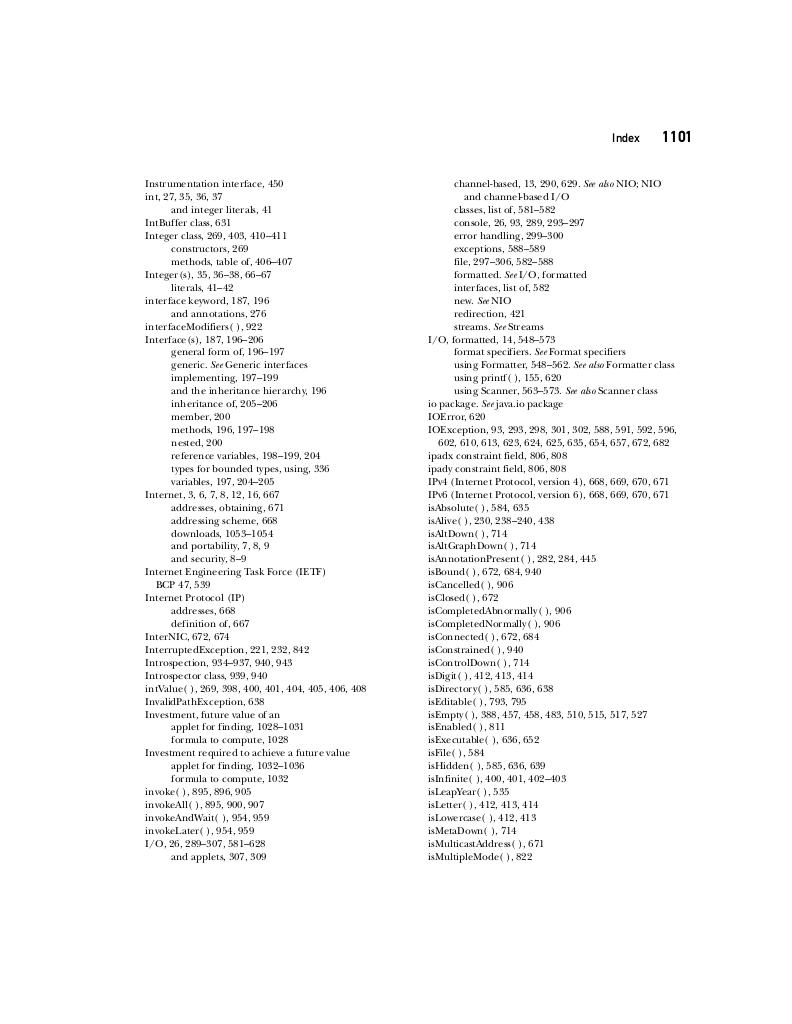 Index 1101
Instrumentation interface, 450
int, 27, 35, 36, 37
and integer literals, 41
IntBuffer class, 631
Integer class, 269, 403, 410–411
constructors, 269
methods, table of, 406–407
Integer(s), 35, 36–38, 66–67
literals, 41–42
interface keyword, 187, 196
and annotations, 276
interfaceModifiers( ), 922
Interface(s), 187, 196–206
general form of, 196–197
generic. See Generic interfaces
implementing, 197–199
and the inheritance hierarchy, 196
inheritance of, 205–206
member, 200
methods, 196, 197–198
nested, 200
reference variables, 198–199, 204
types for bounded types, using, 336
variables, 197, 204–205
Internet, 3, 6, 7, 8, 12, 16, 667
addresses, obtaining, 671
addressing scheme, 668
downloads, 1053–1054
and portability, 7, 8, 9
and security, 8–9
Internet Engineering Task Force (IETF)
BCP 47, 539
Internet Protocol (IP)
addresses, 668
definition of, 667
InterNIC, 672, 674
InterruptedException, 221, 232, 842
Introspection, 934–937, 940, 943
Introspector class, 939, 940
intValue( ), 269, 398, 400, 401, 404, 405, 406, 408
InvalidPathException, 638
Investment, future value of an
applet for finding, 1028–1031
formula to compute, 1028
Investment required to achieve a future value
applet for finding, 1032–1036
formula to compute, 1032
invoke( ), 895, 896, 905
invokeAll( ), 895, 900, 907
invokeAndWait( ), 954, 959
invokeLater( ), 954, 959
I/O, 26, 289–307, 581–628
and applets, 307, 309
channel-based, 13, 290, 629. See also NIO; NIO
and channel-based I/O
classes, list of, 581–582
console, 26, 93, 289, 293–297
error handling, 299–300
exceptions, 588–589
file, 297–306, 582–588
formatted. See I/O, formatted
interfaces, list of, 582
new. See NIO
redirection, 421
streams. See Streams
I/O, formatted, 14, 548–573
format specifiers. See Format specifiers
using Formatter, 548–562. See also Formatter class
using printf( ), 155, 620
using Scanner, 563–573. See also Scanner class
io package. See java.io package
IOError, 620
IOException, 93, 293, 298, 301, 302, 588, 591, 592, 596,
602, 610, 613, 623, 624, 625, 635, 654, 657, 672, 682
ipadx constraint field, 806, 808
ipady constraint field, 806, 808
IPv4 (Internet Protocol, version 4), 668, 669, 670, 671
IPv6 (Internet Protocol, version 6), 668, 669, 670, 671
isAbsolute( ), 584, 635
isAlive( ), 230, 238–240, 438
isAltDown( ), 714
isAltGraphDown( ), 714
isAnnotationPresent( ), 282, 284, 445
isBound( ), 672, 684, 940
isCancelled( ), 906
isClosed( ), 672
isCompletedAbnormally( ), 906
isCompletedNormally( ), 906
isConnected( ), 672, 684
isConstrained( ), 940
isControlDown( ), 714
isDigit( ), 412, 413, 414
isDirectory( ), 585, 636, 638
isEditable( ), 793, 795
isEmpty( ), 388, 457, 458, 483, 510, 515, 517, 527
isEnabled( ), 811
isExecutable( ), 636, 652
isFile( ), 584
isHidden( ), 585, 636, 639
isInfinite( ), 400, 401, 402–403
isLeapYear( ), 535
isLetter( ), 412, 413, 414
isLowercase( ), 412, 413
isMetaDown( ), 714
isMulticastAddress( ), 671
isMultipleMode( ), 822